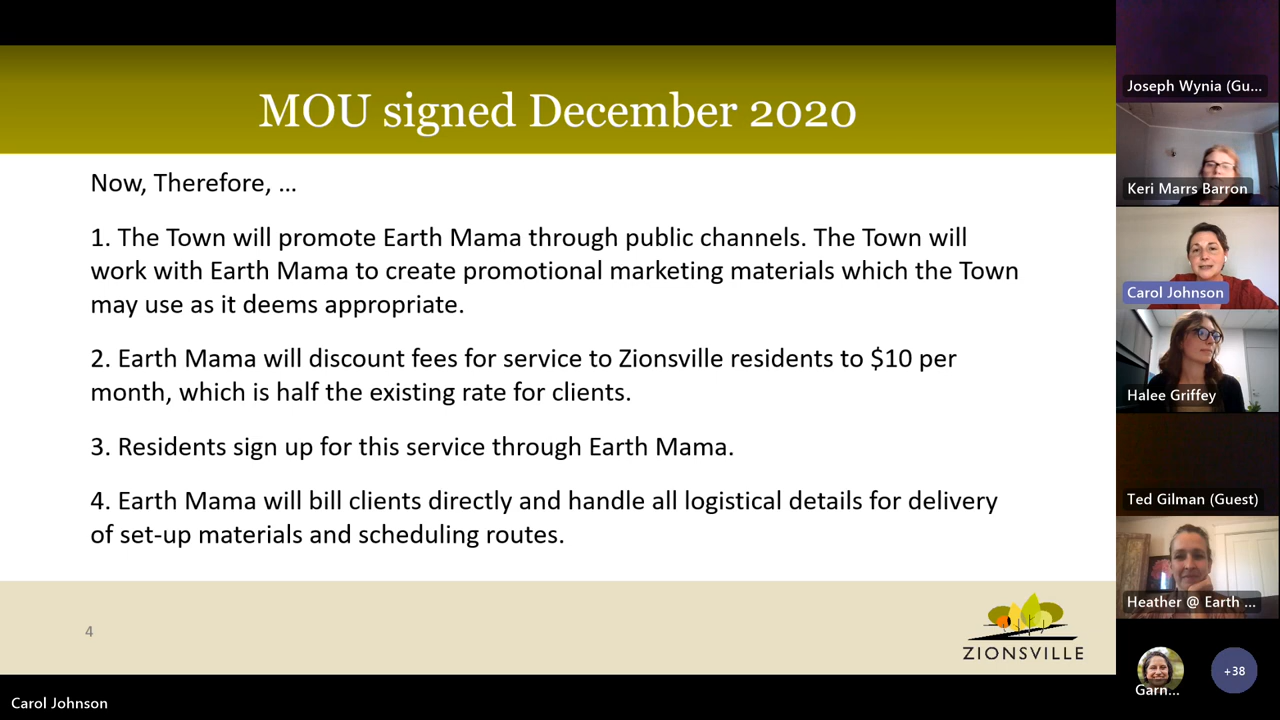 MOU signed December 2020
Now, Therefore, …
1. The Town will promote Earth Mama through public channels. The Town will
work with Earth Mama to create promotional marketing materials which the Town
may use as it deems appropriate.
2. Earth Mama will discount fees for service to Zionsville residents to $10 per
month, which is half the existing rate for clients.
3. Residents sign up for this service through Earth Mama.
4. Earth Mama will bill clients directly and handle all logistical details for delivery
of set-up materials and scheduling routes.
4
ZIONSVILLE
Carol Johnson
Joseph Wynia (Gu...
Keri Marrs Barron
Carol Johnson
Halee Griffey
Ted Gilman (Guest)
Heather @ Earth ...
Garn...
+38